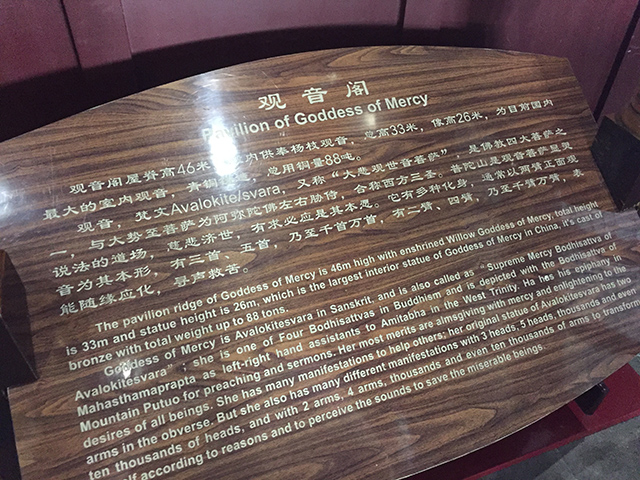 观音阁
Pavilion of Goddess of Mercy
观音阁屋脊高46米，内供奉杨枝观音，总高33米，像高26米，为目前国内
最大的室内观音，青铜，总用铜量88吨。
观音，梵文Avalokite/svara，又称“大悲观世音菩萨”，是佛教四大菩萨之
一，与大势至菩萨为阿弥陀佛左右胁侍，合称西方三圣。普陀山是观音菩萨显灵
说法的道场，慈悲济世，有求必应是其本愿。它有多种化身，通常以两臂正面观
音为其本形，有三首、五首，乃至千首万首，有二臂，四臂，乃至千臂万臂，表
能随缘应化，寻声救苦。
The pavilion ridge of Goddess of Mercy is 46m high with enshrined Willow Goddess of Mercy; total height
is 33m and statue height is 26m, which is the largest interior statue of Goddess of Mercy in China, it's cast of
bronze with total weight up to 88 tons.
Goddess of Mercy is Avalokitesvara in Sanskrit. and is also called as “Supreme Mercy Bodhisattva of
Avalokitesvara”; she is one of Four Bodhisatvas in Buddhism and is depicted with the Bodhisattva of
Mahasthamaprapta as left-right hand assistants to Amitabha in the West Trinity. Ha has his epiphany in
Mountain Putuo for preaching and sermons. Her most merits are almsgiving with mercy and enlightening to the
desires of all beings. She has many manifestations to help others; her original statue of Avalokitesvara has two
arms in the obverse. But she also has many different manifestations with 3 heads, 5 heads, thousands and even
ten thousands of heads, and with 2 arms, 4 arms, thousands and even ten thousands of arms to transform
according to reasons and to perceive the sounds to save the miserable beings.